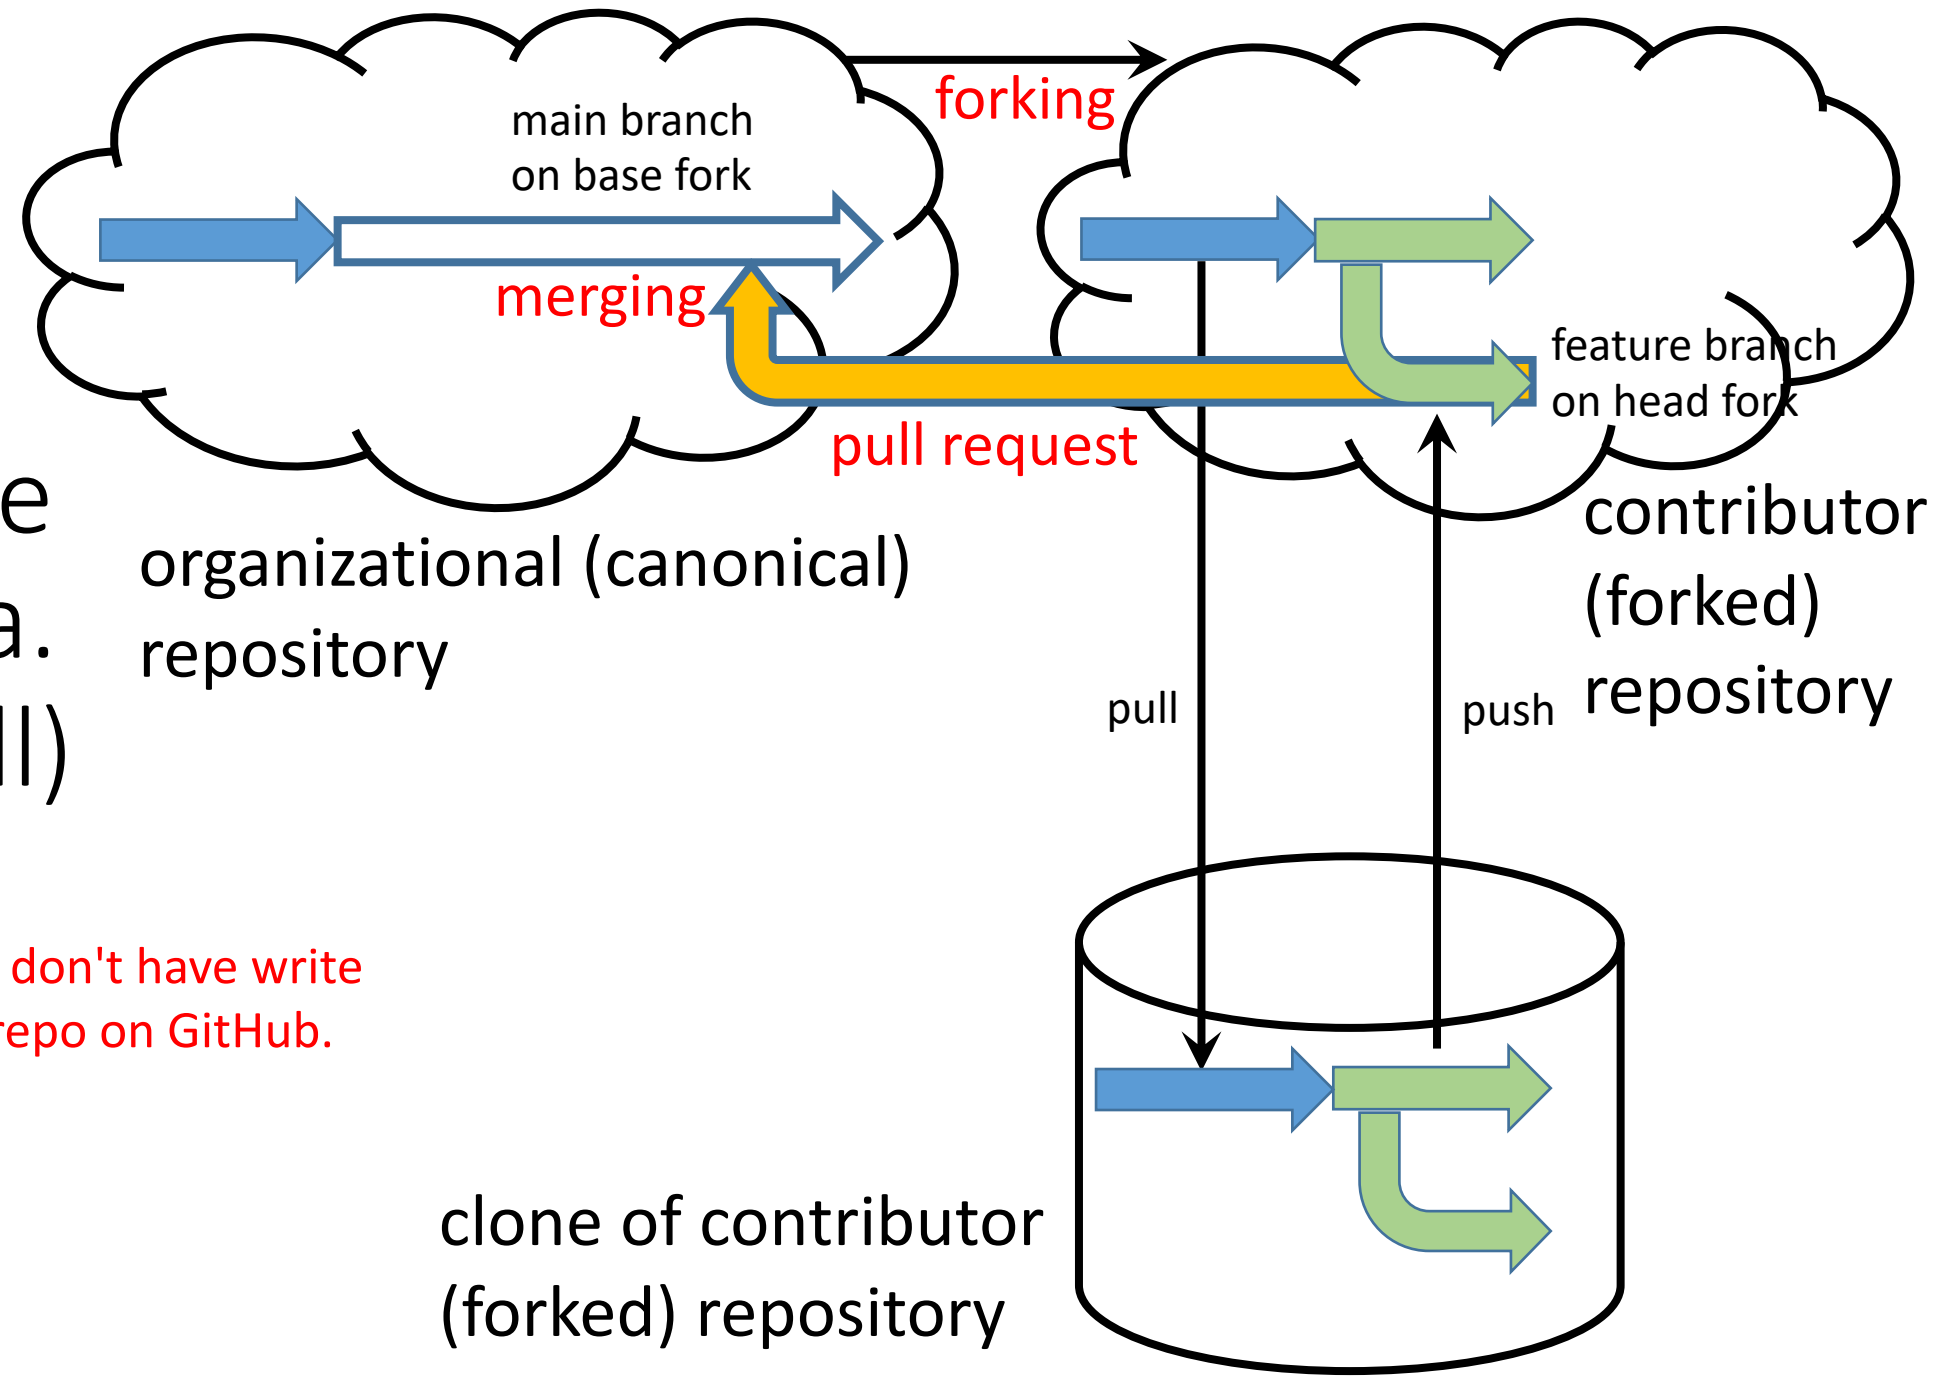 forking
main branch
on base fork
merging
feature branch
on head fork
pull request
organizational (canonical)
repository
contributor
(forked)
repository
pull
push
don't have write
repo on GitHub.
clone of contributor
(forked) repository